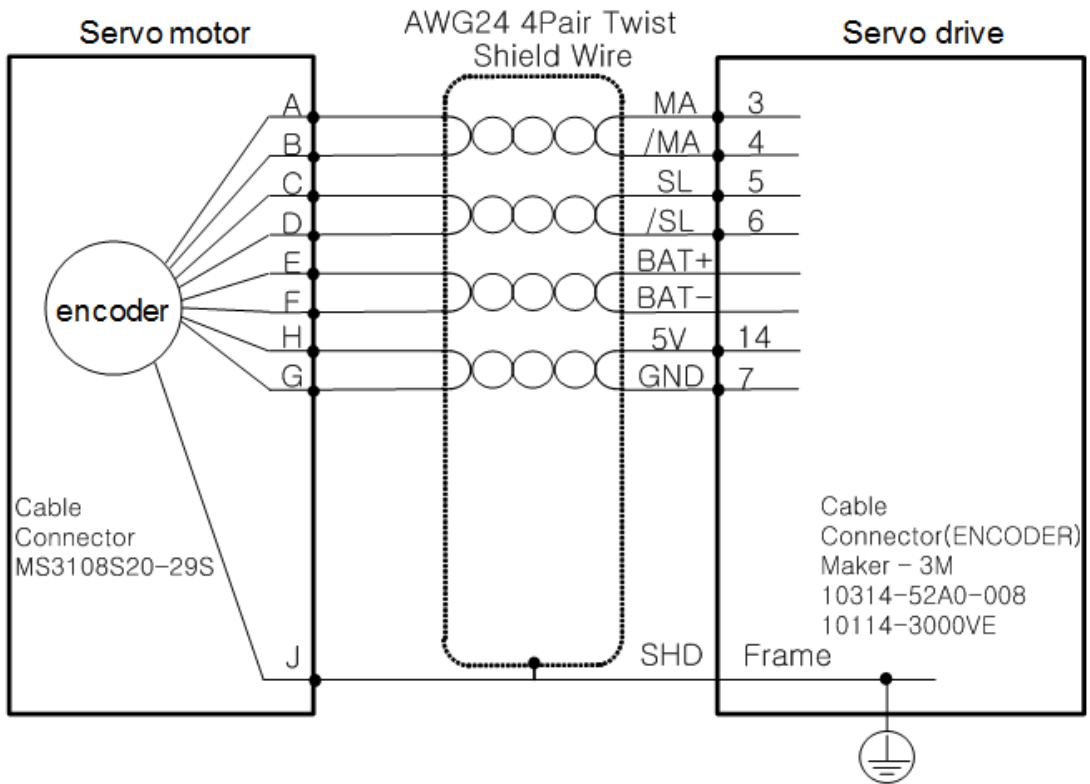 AWG24 4Pair Twist
Shield Wire
Servo motor
Servo drive
A
MA
3
B
/MA
4
C
SL
5
D
/SL
6
E
BAT+
F
BAT-
H
5V
14
G
GND
7
encoder
Cable
Connector
MS3108S20-29S
Cable
Connector(ENCODER)
Maker - 3M
10314-52A0-008
10114-3000VE
J
SHD
Frame